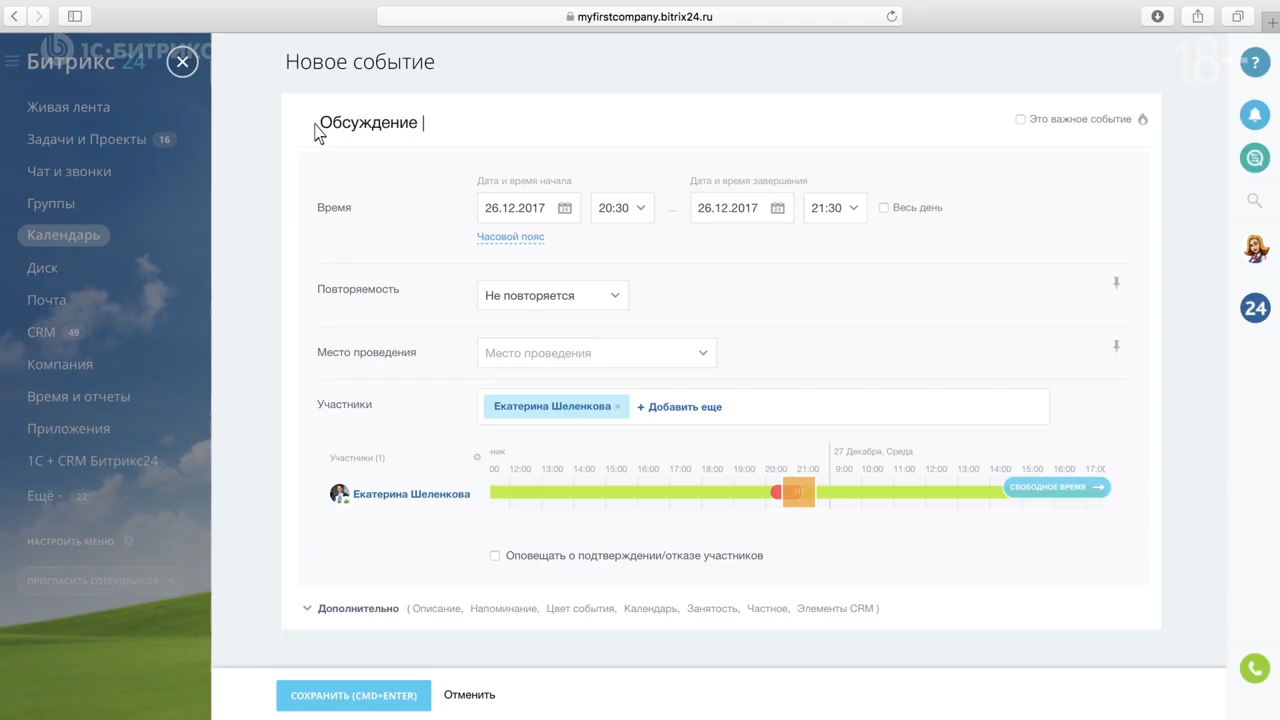 myfirstcompany.bitrix24.ru
1С·БИТРИКС
Битрикс 24
18+
Новое событие
Живая лента
Задачи и Проекты 16
Чат и звонки
Группы
Календарь
Диск
Почта
CRM 49
Компания
Время и отчеты
Приложения
1С + CRM Битрикс24
Ещё 22
НАСТРОИТЬ МЕНЮ
ПРИГЛАСИТЬ СОТРУДНИКОВ +
Обсуждение
Это важное событие
Дата и время начала
Дата и время завершения
Время
26.12.2017
20:30
26.12.2017
21:30
Весь день
Часовой пояс
Повторяемость
Не повторяется
Место проведения
Место проведения
Участники
Екатерина Шеленкова ×
+ Добавить еще
Участники (1)
ник
27 Декабря, Среда
00 12:00 13:00 14:00 15:00 16:00 17:00 18:00 19:00 20:00 21:00 9:00 10:00 11:00 12:00 13:00 14:00 15:00 16:00 17:00
Екатерина Шеленкова
СВОБОДНОЕ ВРЕМЯ
Оповещать о подтверждении/отказе участников
Дополнительно ( Описание, Напоминание, Цвет события, Календарь, Занятость, Частное, Элементы CRM )
СОХРАНИТЬ (CMD+ENTER)
Отменить
?
24